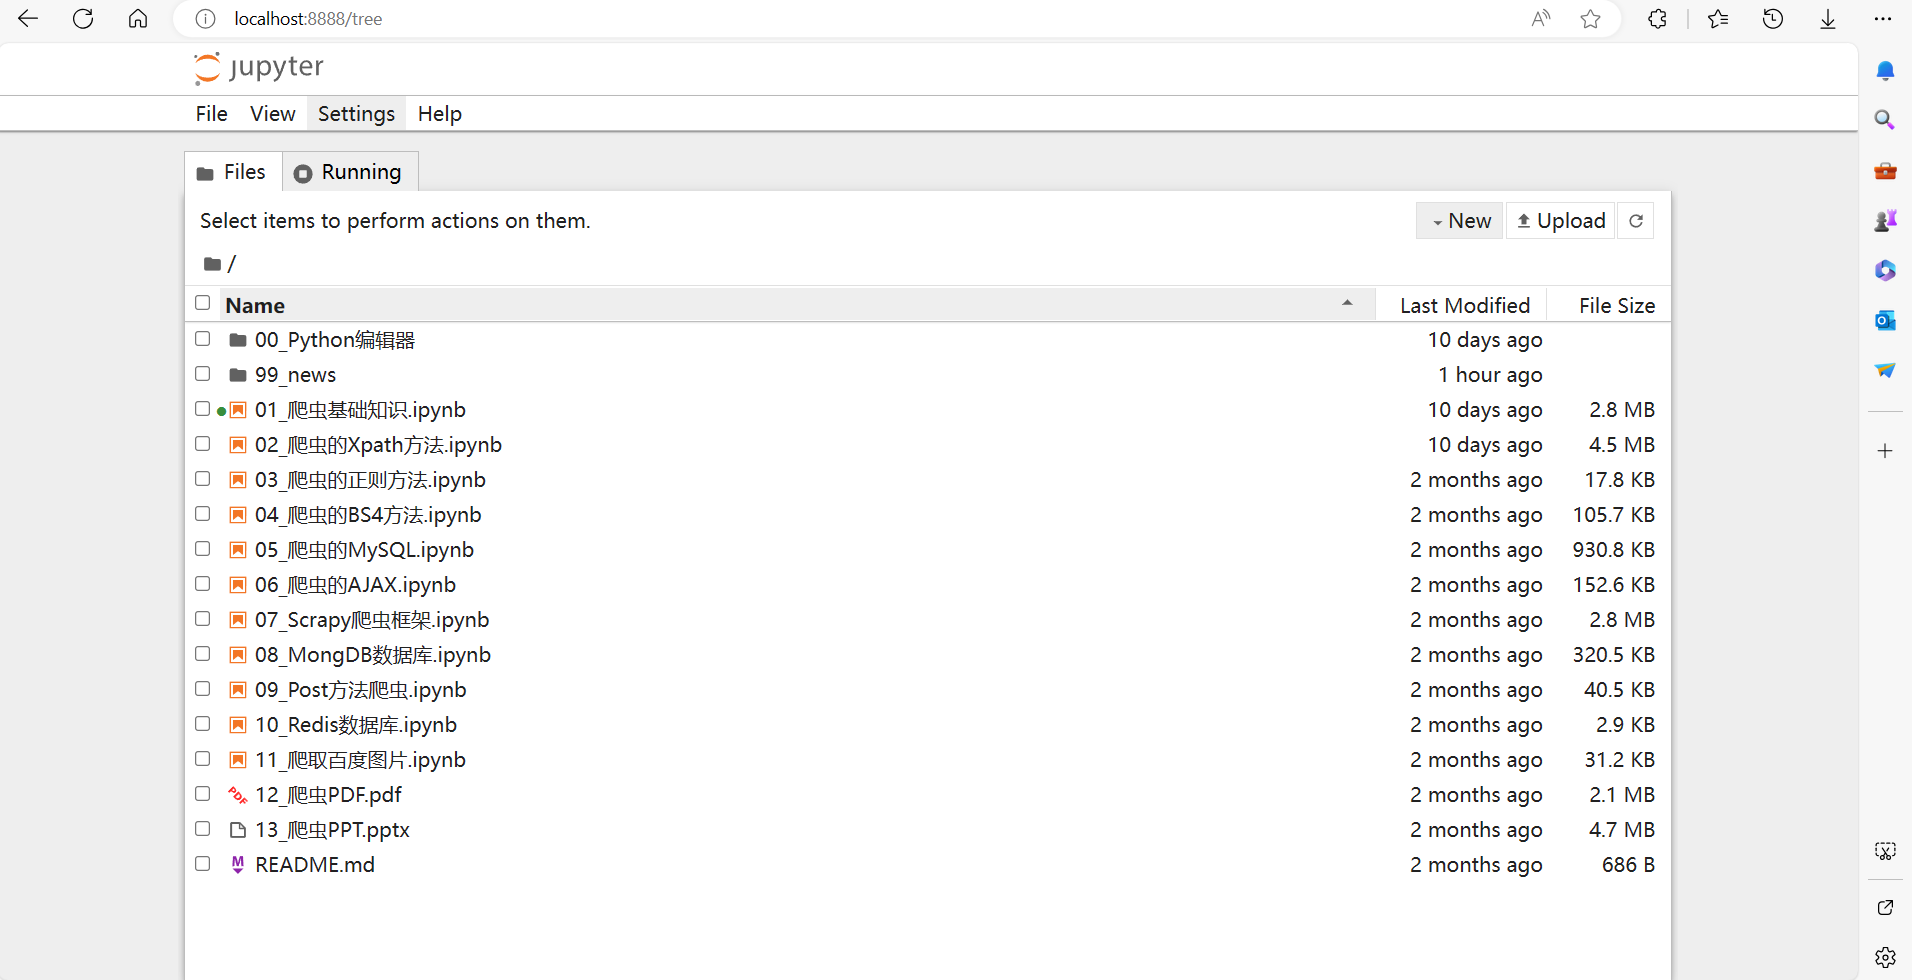 localhost:8888/tree
jupyter
File View Settings Help
Files Running
Select items to perform actions on them.
New Upload
/
Name Last Modified File Size
00_Python编辑器 10 days ago
99_news 1 hour ago
01_爬虫基础知识.ipynb 10 days ago 2.8 MB
02_爬虫的Xpath方法.ipynb 10 days ago 4.5 MB
03_爬虫的正则方法.ipynb 2 months ago 17.8 KB
04_爬虫的BS4方法.ipynb 2 months ago 105.7 KB
05_爬虫的MySQL.ipynb 2 months ago 930.8 KB
06_爬虫的AJAX.ipynb 2 months ago 152.6 KB
07_Scrapy爬虫框架.ipynb 2 months ago 2.8 MB
08_MongDB数据库.ipynb 2 months ago 320.5 KB
09_Post方法爬虫.ipynb 2 months ago 40.5 KB
10_Redis数据库.ipynb 2 months ago 2.9 KB
11_爬取百度图片.ipynb 2 months ago 31.2 KB
12_爬虫PDF.pdf 2 months ago 2.1 MB
13_爬虫PPT.pptx 2 months ago 4.7 MB
README.md 2 months ago 686 B